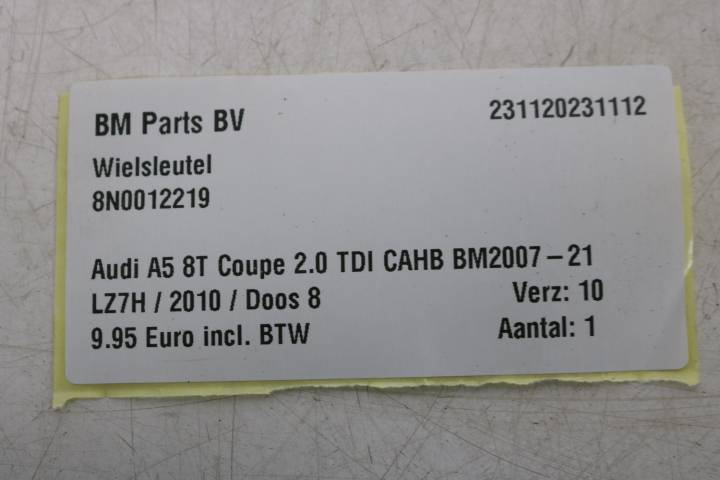 BM Parts BV 231120231112
Wielsleutel
8N0012219
Audi A5 8T Coupe 2.0 TDI CAHB BM2007-21
LZ7H / 2010 / Doos 8 Verz: 10
9.95 Euro incl. BTW Aantal: 1